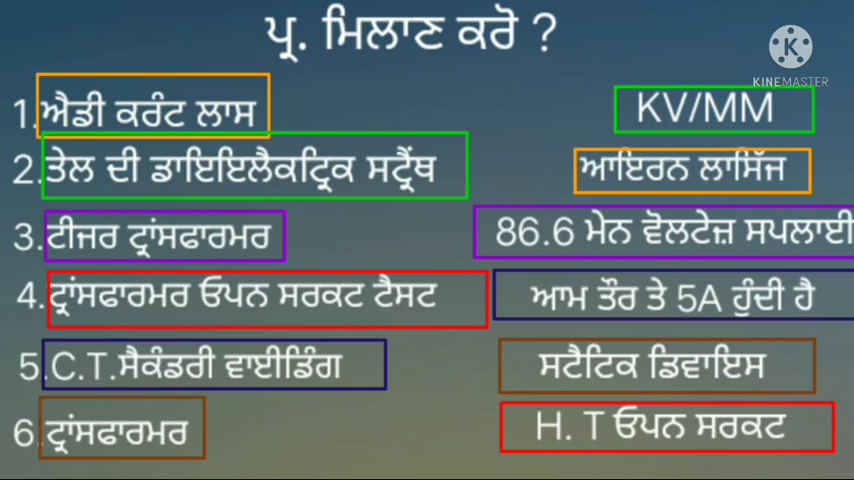 ਪ੍ਰ. ਮਿਲਾਣ ਕਰੋ ?
KINEMASTER
1. ਐਡੀ ਕਰੰਟ ਲਾਸ KV/MM
2. ਤੇਲ ਦੀ ਡਾਇਇਲੈਕਟ੍ਰਿਕ ਸਟ੍ਰੈਂਥ ਆਇਰਨ ਲਾਸਿੱਜ
3. ਟੀਜਰ ਟ੍ਰਾਂਸਫਾਰਮਰ 86.6 ਮੇਨ ਵੋਲਟੇਜ਼ ਸਪਲਾਈ
4. ਟ੍ਰਾਂਸਫਾਰਮਰ ਓਪਨ ਸਰਕਟ ਟੈਸਟ ਆਮ ਤੌਰ ਤੇ 5A ਹੁੰਦੀ ਹੈ
5. C.T. ਸੈਕੰਡਰੀ ਵਾਈਡਿੰਗ ਸਟੈਟਿਕ ਡਿਵਾਇਸ
6. ਟ੍ਰਾਂਸਫਾਰਮਰ H. T ਓਪਨ ਸਰਕਟ